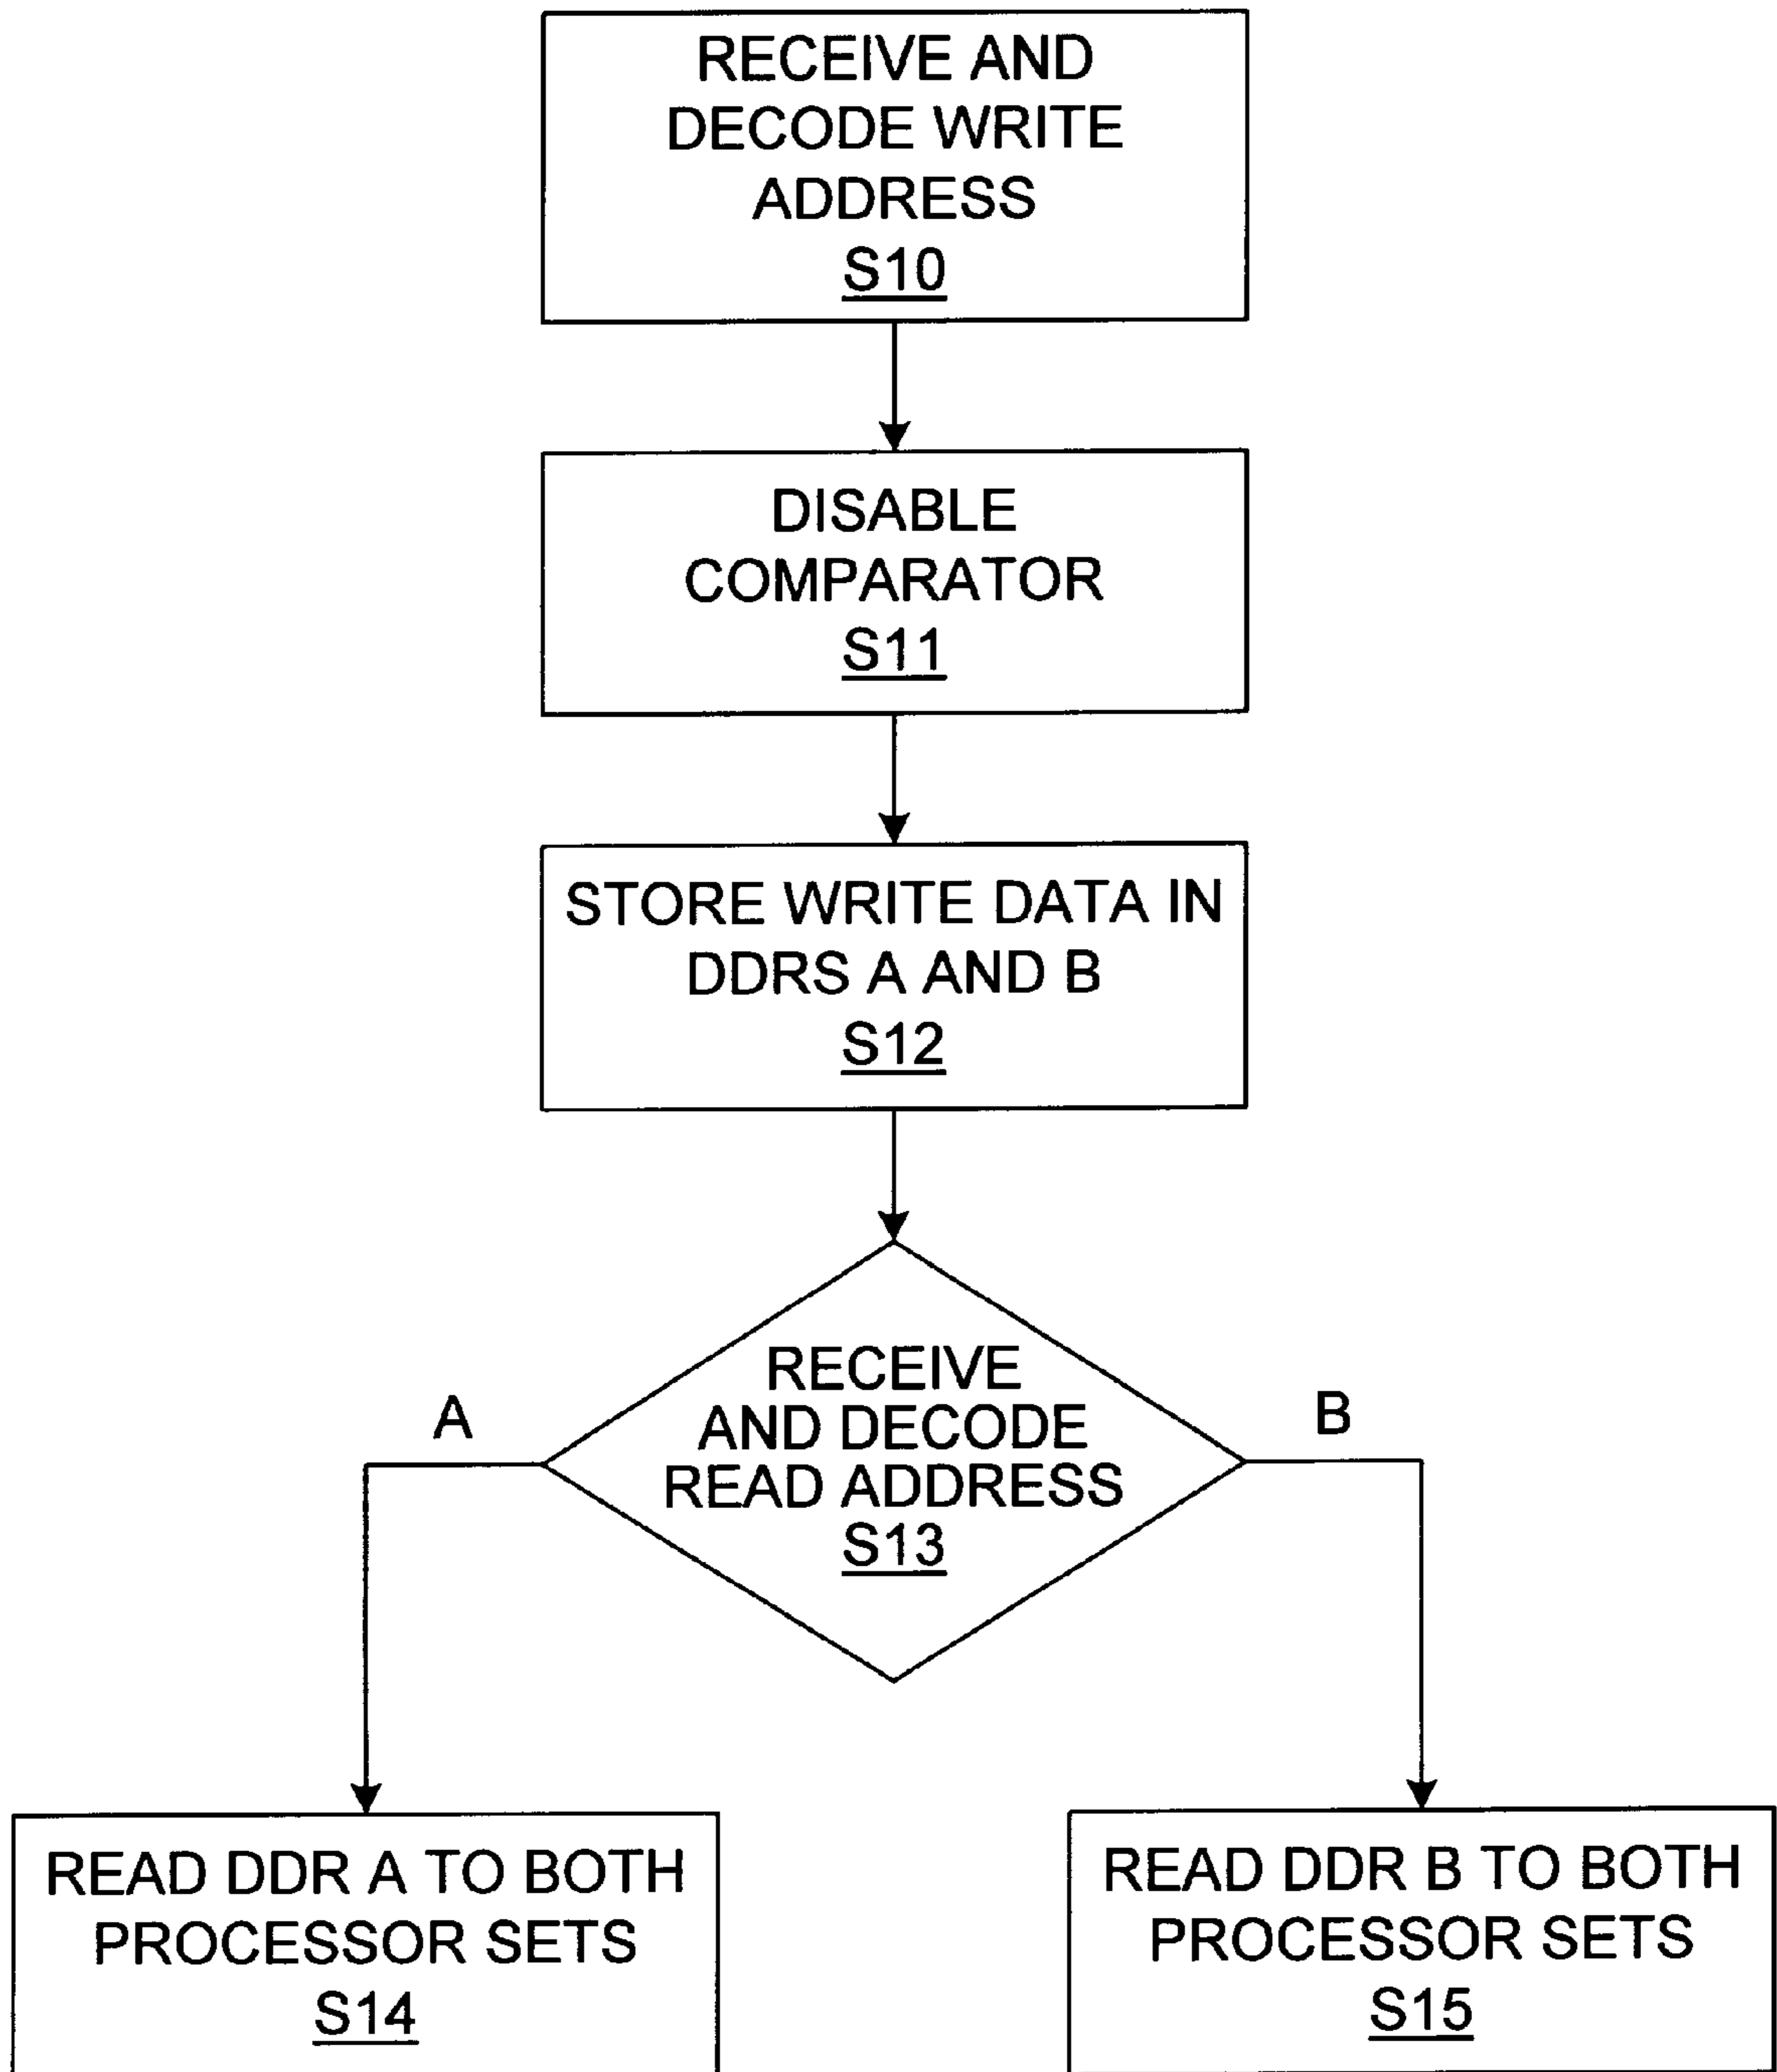 RECEIVE AND
DECODE WRITE
ADDRESS
S10
DISABLE
COMPARATOR
S11
STORE WRITE DATA IN
DDRS A AND B
S12
RECEIVE
AND DECODE
READ ADDRESS
S13
A
B
READ DDR A TO BOTH
PROCESSOR SETS
S14
READ DDR B TO BOTH
PROCESSOR SETS
S15